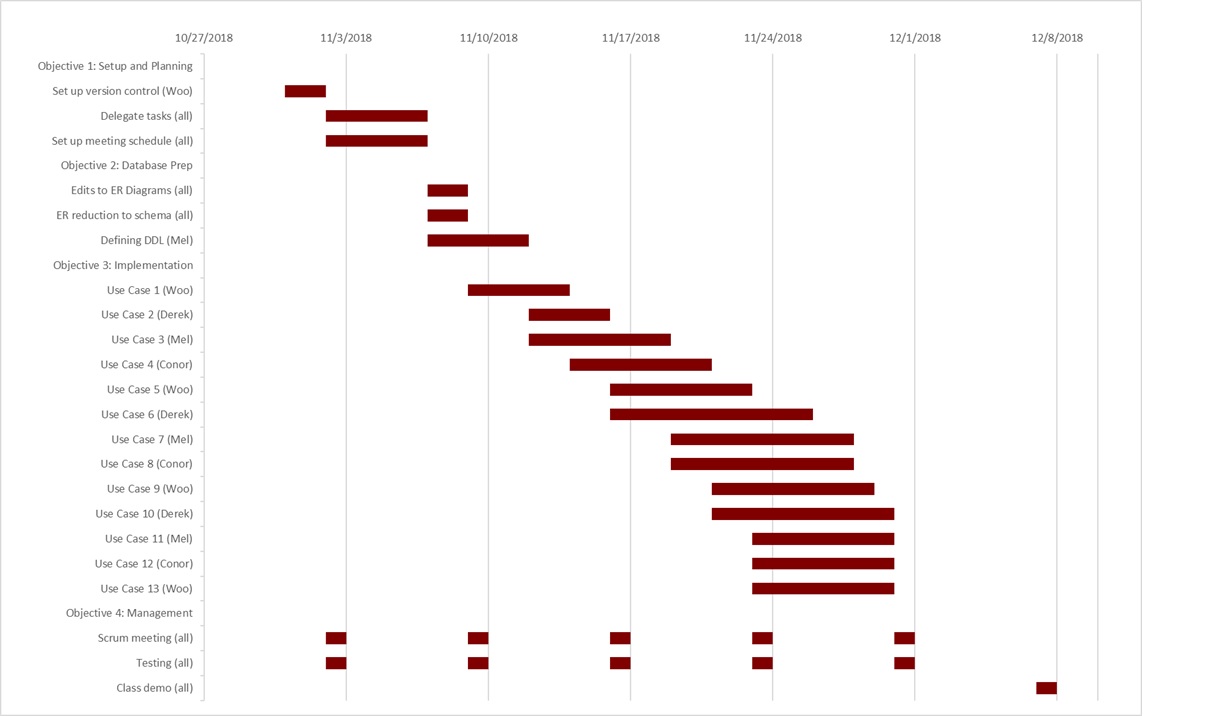 10/27/2018 11/3/2018 11/10/2018 11/17/2018 11/24/2018 12/1/2018 12/8/2018
Objective 1: Setup and Planning
Set up version control (Woo)
Delegate tasks (all)
Set up meeting schedule (all)
Objective 2: Database Prep
Edits to ER Diagrams (all)
ER reduction to schema (all)
Defining DDL (Mel)
Objective 3: Implementation
Use Case 1 (Woo)
Use Case 2 (Derek)
Use Case 3 (Mel)
Use Case 4 (Conor)
Use Case 5 (Woo)
Use Case 6 (Derek)
Use Case 7 (Mel)
Use Case 8 (Conor)
Use Case 9 (Woo)
Use Case 10 (Derek)
Use Case 11 (Mel)
Use Case 12 (Conor)
Use Case 13 (Woo)
Objective 4: Management
Scrum meeting (all)
Testing (all)
Class demo (all)